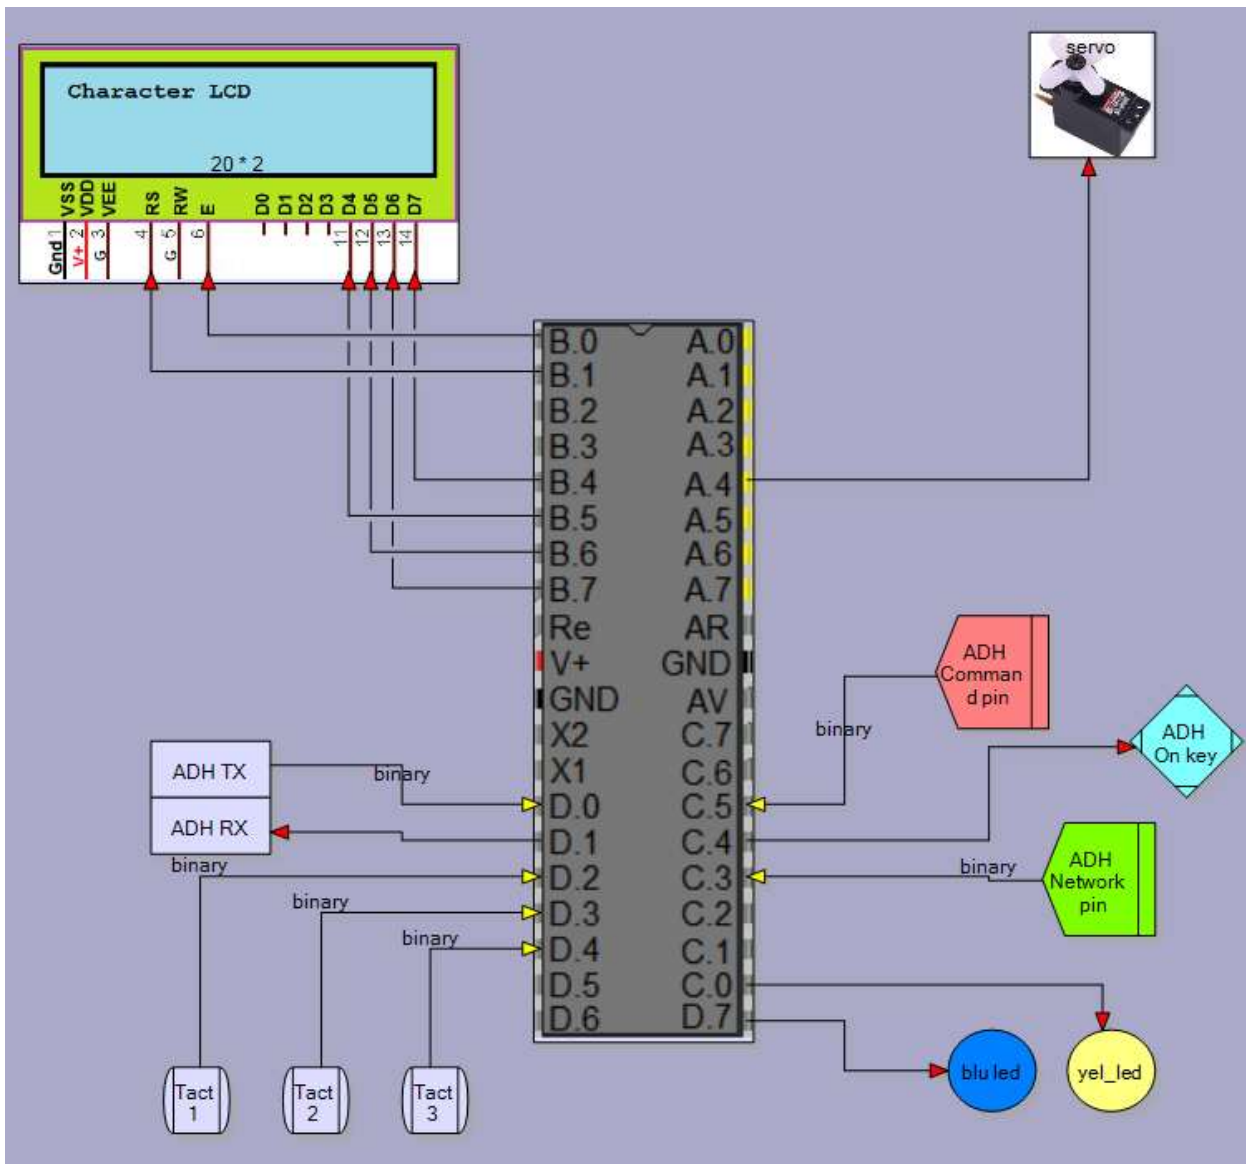 servo
Character LCD
20 * 2
VSS
VDD
VEE
RS
RW
E
D0
D1
D2
D3
D4
D5
D6
D7
Gnd 1
V+ 2
G 3
4
G 5
6
11
12
13
14
B.0 A.0
B.1 A.1
B.2 A.2
B.3 A.3
B.4 A.4
B.5 A.5
B.6 A.6
B.7 A.7
Re AR
V+ GND
GND AV
X2 C.7
X1 C.6
D.0 C.5
D.1 C.4
D.2 C.3
D.3 C.2
D.4 C.1
D.5 C.0
D.6 D.7
ADH
Comman
d pin
binary
ADH
On key
ADH TX
binary
ADH RX
binary
ADH
Network
pin
binary
binary
binary
blu led
yel_led
Tact
1
Tact
2
Tact
3